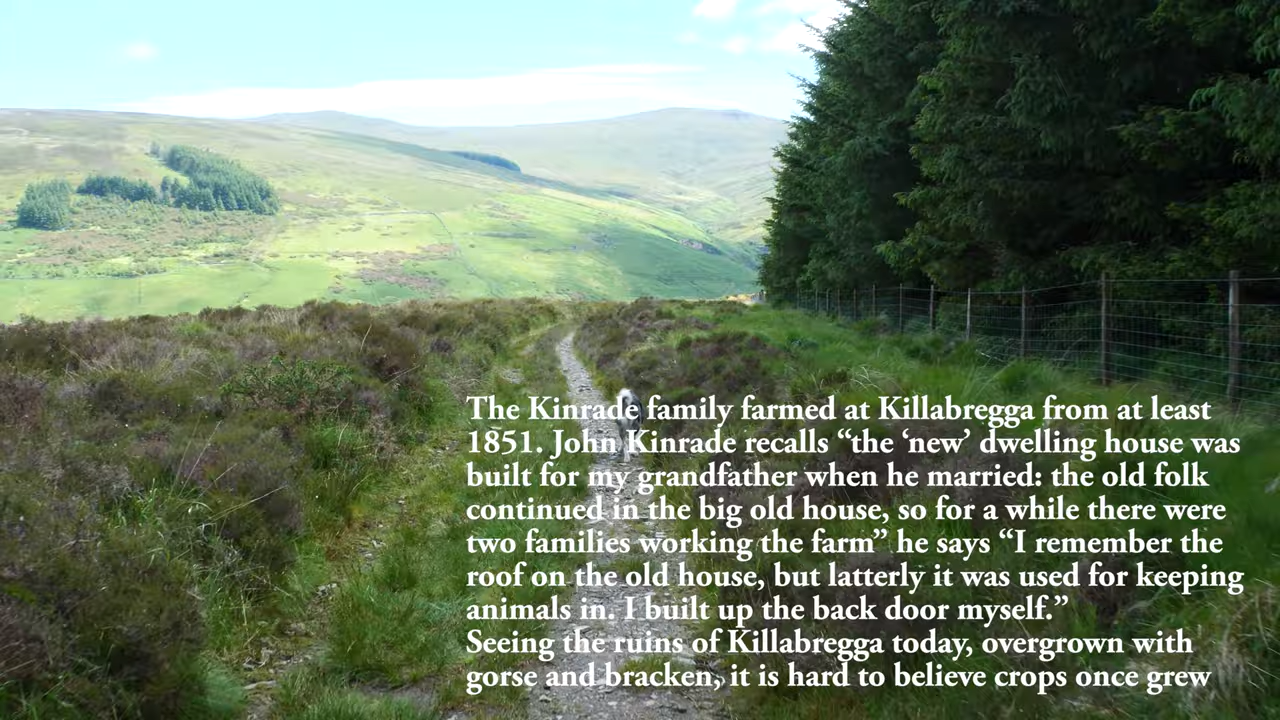 The Kinrade family farmed at Killabregga from at least
1851. John Kinrade recalls “the ‘new’ dwelling house was
built for my grandfather when he married: the old folk
continued in the big old house, so for a while there were
two families working the farm” he says “I remember the
roof on the old house, but latterly it was used for keeping
animals in. I built up the back door myself.”
Seeing the ruins of Killabregga today, overgrown with
gorse and bracken, it is hard to believe crops once grew